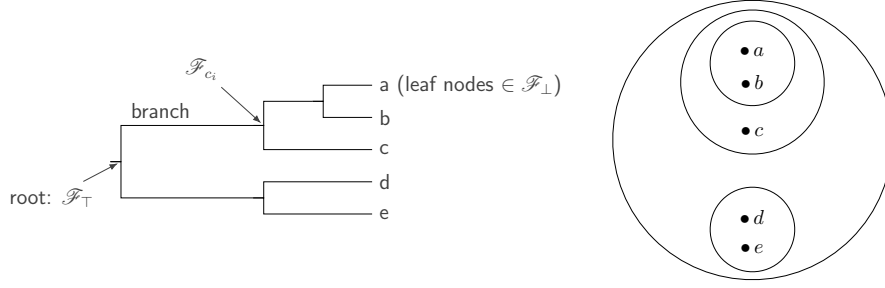 ℱ_{c_i}
a (leaf nodes ∈ ℱ_⊥)
branch
b
c
d
root: ℱ_⊤
e
a
b
c
d
e